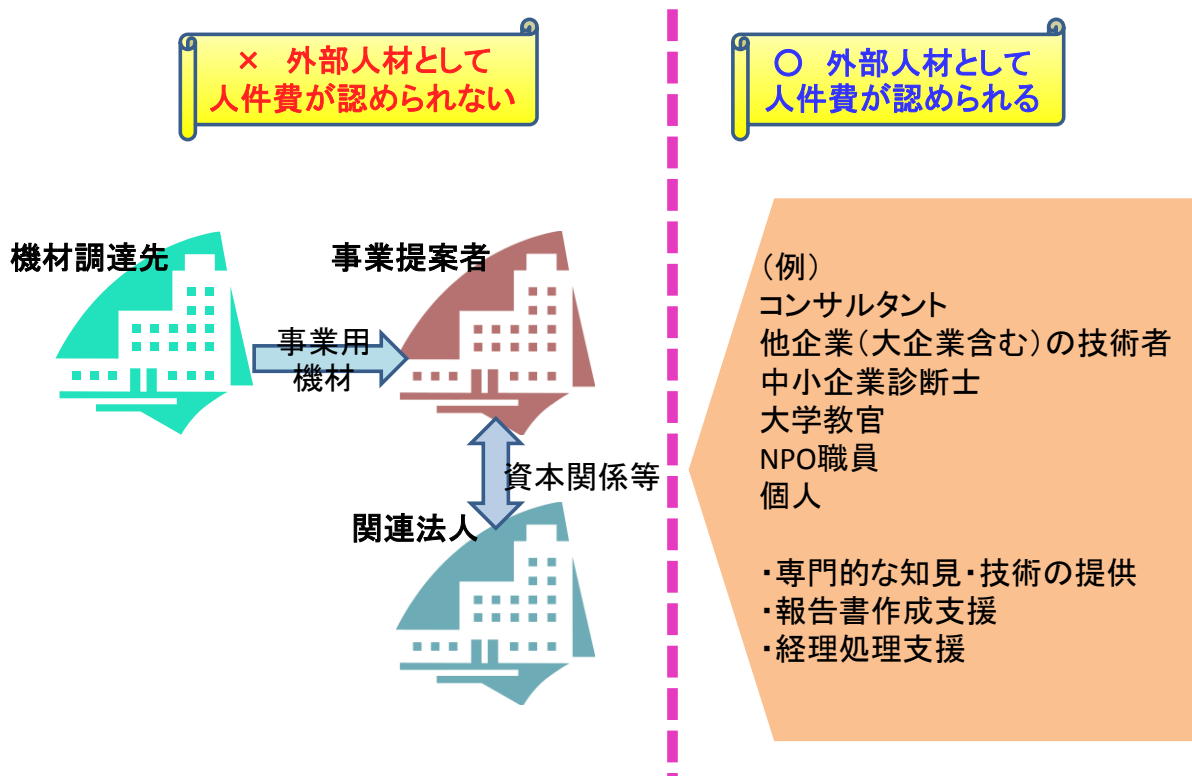 × 外部人材として
人件費が認められない
機材調達先
事業提案者
事業用
機材
資本関係等
関連法人
○ 外部人材として
人件費が認められる
(例)
コンサルタント
他企業(大企業含む)の技術者
中小企業診断士
大学教官
NPO職員
個人
・専門的な知見・技術の提供
・報告書作成支援
・経理処理支援